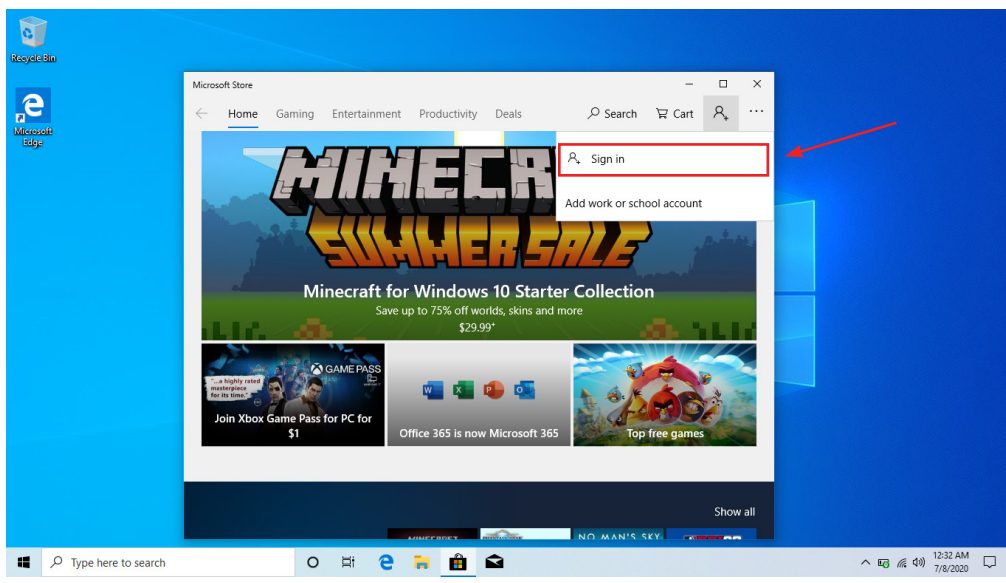 Recycle Bin
Microsoft
Edge
Microsoft Store
Home Gaming Entertainment Productivity Deals Search Cart
Sign in
Add work or school account
MINECR
SUMMER SALE
Minecraft for Windows 10 Starter Collection
Save up to 75% off worlds, skins and more
$29.99+
"...a highly rated
masterpiece
for its time."
GAME PASS
Join Xbox Game Pass for PC for
$1
W X P O
Office 365 is now Microsoft 365
Top free games
Show all
MINECRAFT
NO MAN'S SKY
Type here to search
12:32 AM
7/8/2020